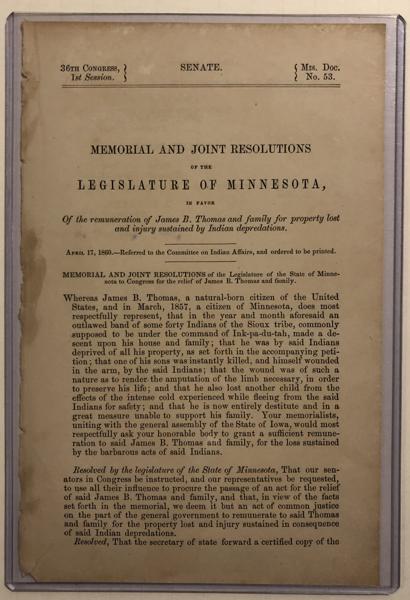 36TH CONGRESS, } SENATE. { MIS. DOC.
1st Session. } { No. 53.
MEMORIAL AND JOINT RESOLUTIONS
OF THE
LEGISLATURE OF MINNESOTA,
IN FAVOR
Of the remuneration of James B. Thomas and family for property lost
and injury sustained by Indian depredations.
APRIL 17, 1860.—Referred to the Committee on Indian Affairs, and ordered to be printed.
MEMORIAL AND JOINT RESOLUTIONS of the Legislature of the State of Minne-
sota to Congress for the relief of James B. Thomas and family.
Whereas James B. Thomas, a natural-born citizen of the United
States, and in March, 1857, a citizen of Minnesota, does most
respectfully represent, that in the year and month aforesaid an
outlawed band of some forty Indians of the Sioux tribe, commonly
supposed to be under the command of Ink-pa-du-tah, made a de-
scent upon his house and family; that he was by said Indians
deprived of all his property, as set forth in the accompanying peti-
tion; that one of his sons was instantly killed, and himself wounded
in the arm, by the said Indians; that the wound was of such a
nature as to render the amputation of the limb necessary, in order
to preserve his life; and that he also lost another child from the
effects of the intense cold experienced while fleeing from the said
Indians for safety; and that he is now entirely destitute and in a
great measure unable to support his family. Your memorialists,
uniting with the general assembly of the State of Iowa, would most
respectfully ask your honorable body to grant a sufficient remune-
ration to said James B. Thomas and family, for the loss sustained
by the barbarous acts of said Indians.
Resolved by the legislature of the State of Minnesota, That our sen-
ators in Congress be instructed, and our representatives be requested,
to use all their influence to procure the passage of an act for the relief
of said James B. Thomas and family, and that, in view of the facts
set forth in the memorial, we deem it but an act of common justice
on the part of the general government to remunerate to said Thomas
and family for the property lost and injury sustained in consequence
of said Indian depredations.
Resolved, That the secretary of state forward a certified copy of the